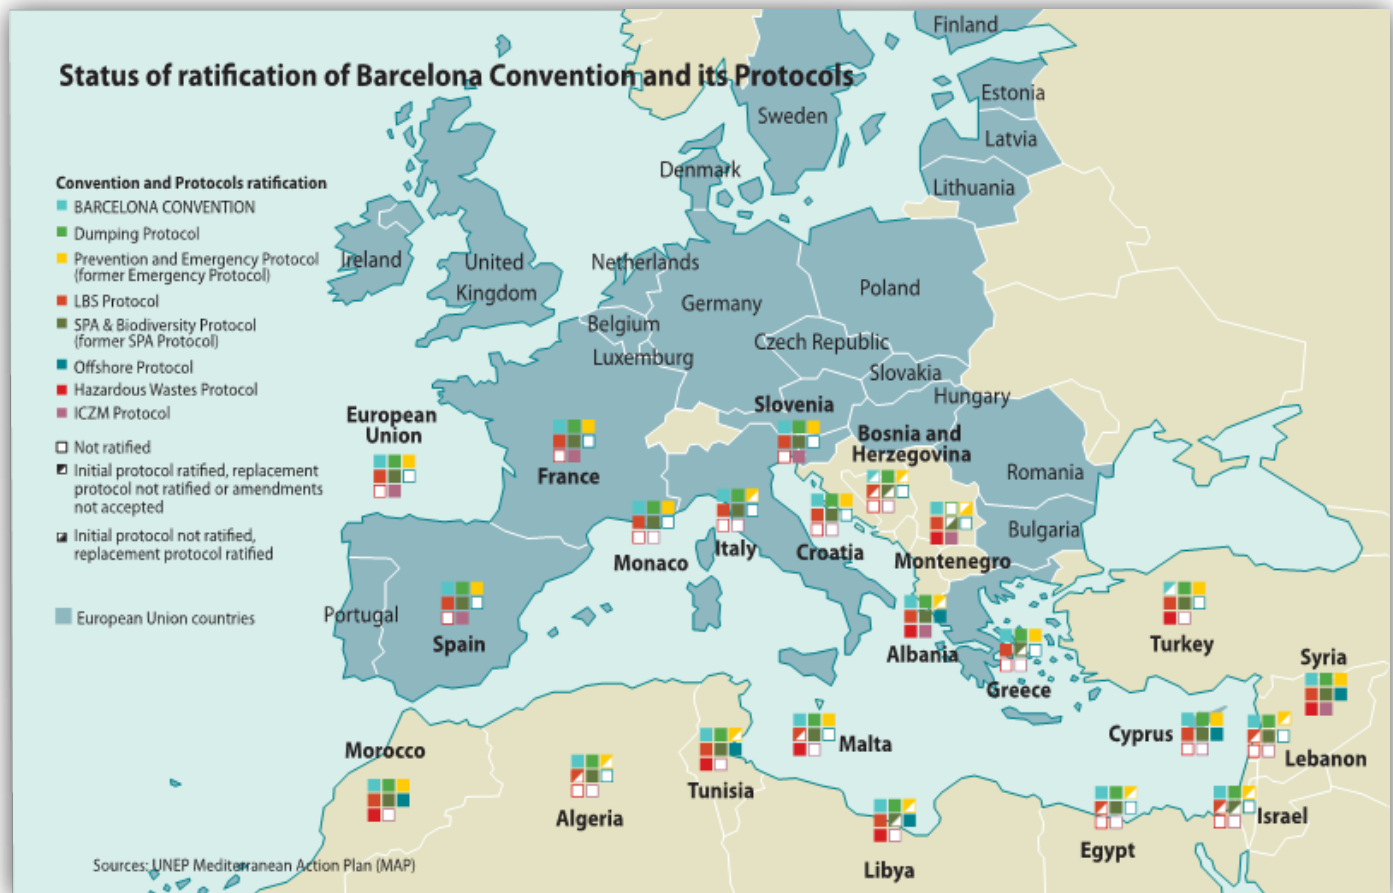 Status of ratification of Barcelona Convention and its Protocols
Convention and Protocols ratification
BARCELONA CONVENTION
Dumping Protocol
Prevention and Emergency Protocol
(former Emergency Protocol)
LBS Protocol
SPA & Biodiversity Protocol
(former SPA Protocol)
Offshore Protocol
Hazardous Wastes Protocol
ICZM Protocol
Not ratified
Initial protocol ratified, replacement
protocol not ratified or amendments
not accepted
Initial protocol not ratified,
replacement protocol ratified
European Union countries
Finland
Estonia
Sweden
Latvia
Denmark
Lithuania
Ireland
United
Kingdom
Netherlands
Germany
Poland
Belgium
Czech Republic
Luxemburg
Slovakia
Hungary
Slovenia
European
Union
France
Bosnia and
Herzegovina
Romania
Bulgaria
Monaco
Italy
Croatia
Montenegro
Portugal
Spain
Albania
Greece
Turkey
Syria
Cyprus
Lebanon
Morocco
Malta
Tunisia
Algeria
Israel
Egypt
Libya
Sources: UNEP Mediterranean Action Plan (MAP)